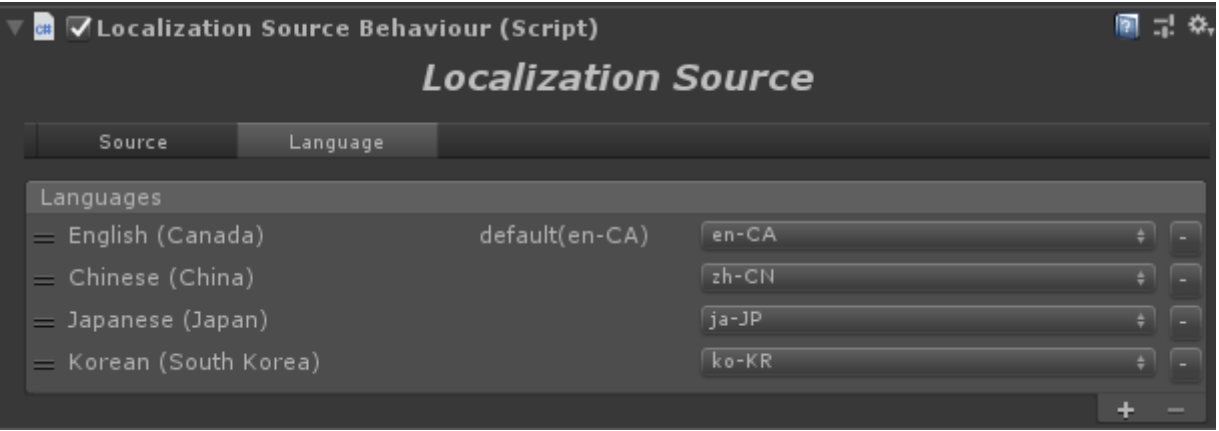 Localization Source Behaviour (Script)
Localization Source
Source Language
Languages
English (Canada) default(en-CA) en-CA -
Chinese (China) zh-CN -
Japanese (Japan) ja-JP -
Korean (South Korea) ko-KR -
+ −